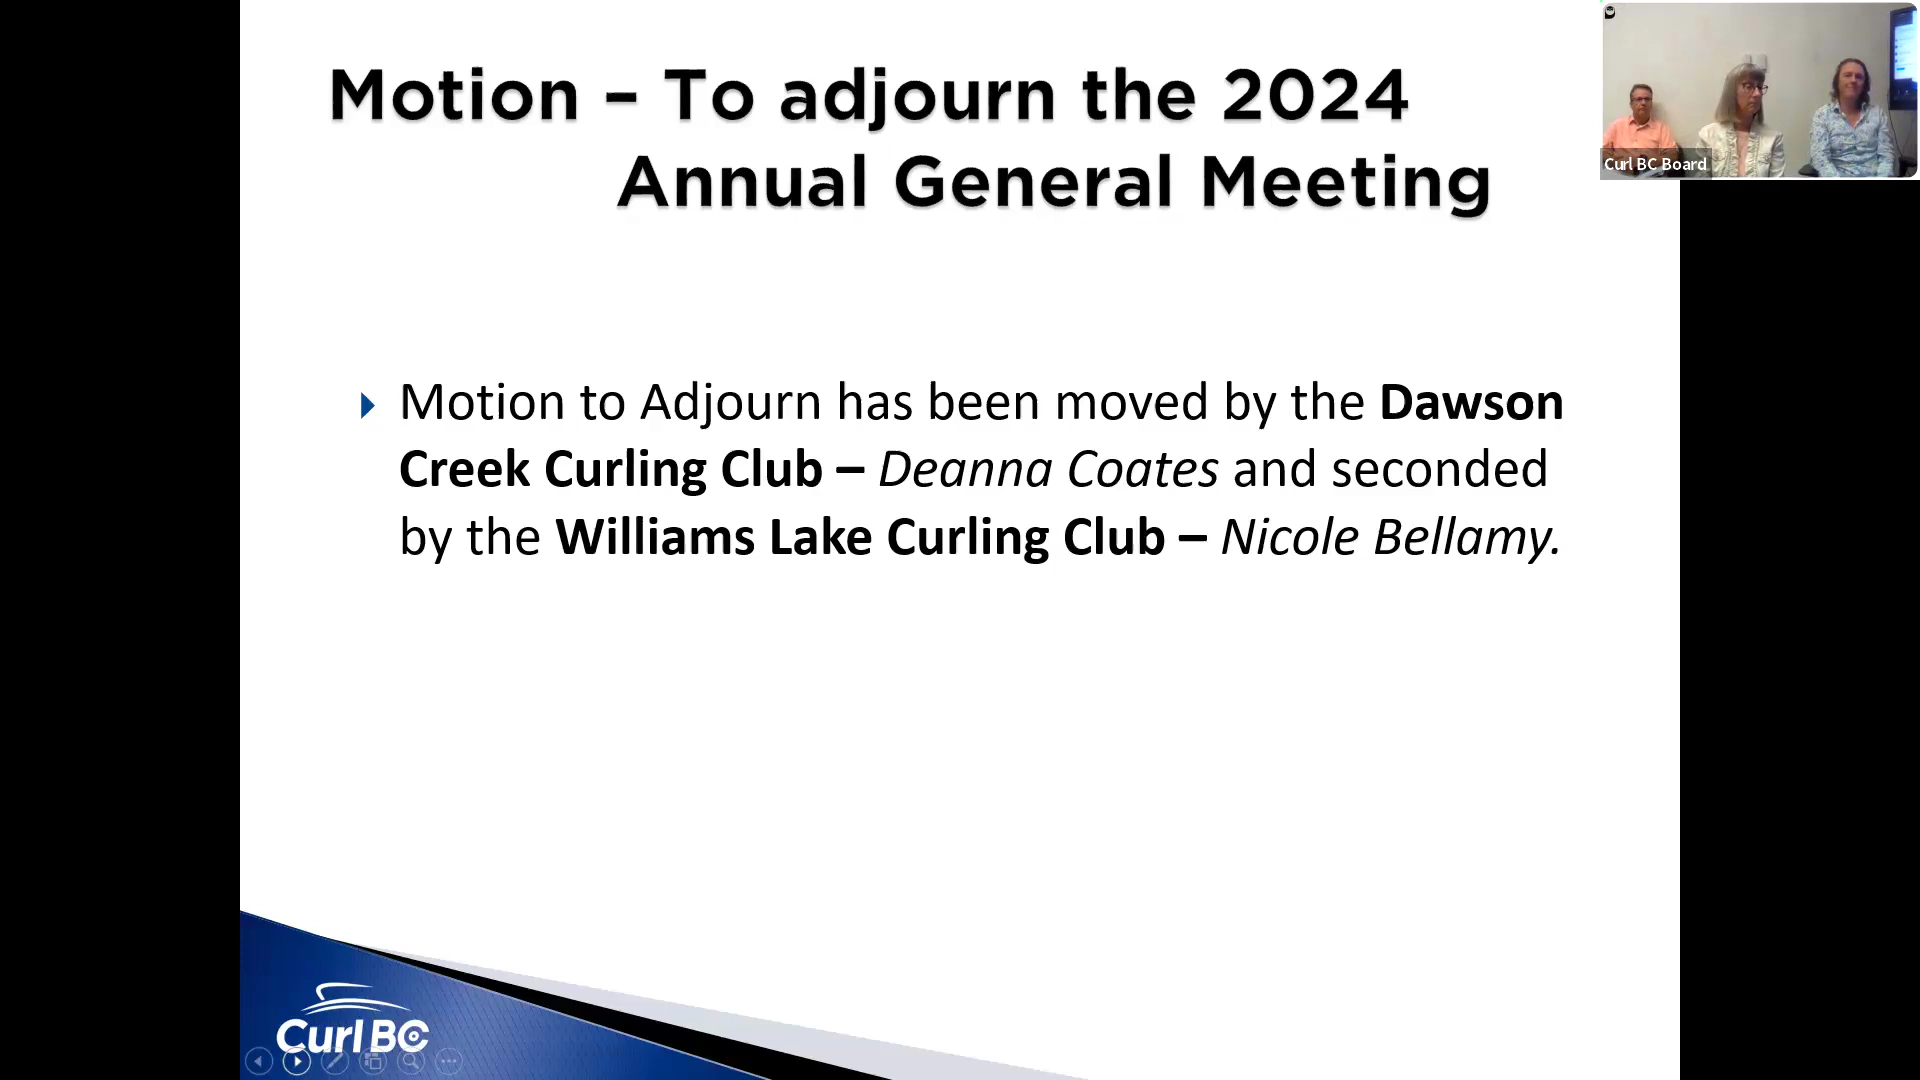 Motion – To adjourn the 2024
Annual General Meeting
Curl BC Board
Motion to Adjourn has been moved by the Dawson
Creek Curling Club – Deanna Coates and seconded
by the Williams Lake Curling Club – Nicole Bellamy.
Curl BC